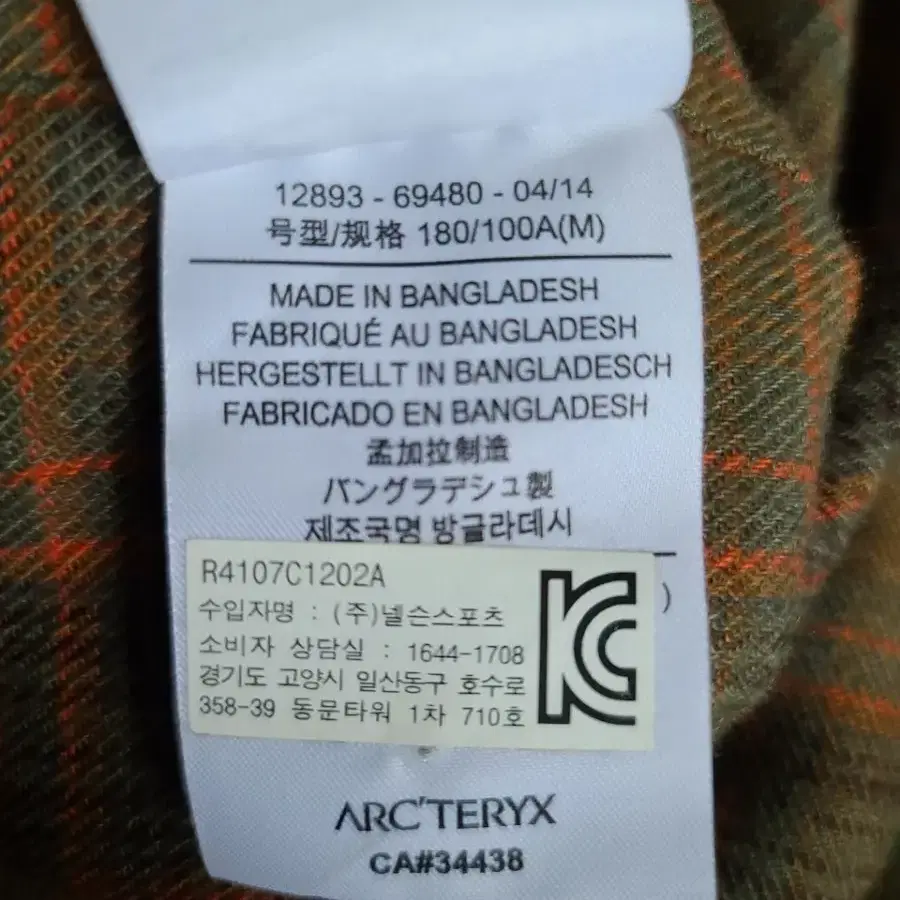 12893 - 69480 - 04/14
号型/规格 180/100A(M)
MADE IN BANGLADESH
FABRIQUÉ AU BANGLADESH
HERGESTELLT IN BANGLADESCH
FABRICADO EN BANGLADESH
孟加拉制造
バングラデシュ製
제조국명 방글라데시
)
R4107C1202A
수입자명 : (주)넬슨스포츠
소비자 상담실 : 1644-1708
경기도 고양시 일산동구 호수로
358-39 동문타워 1차 710호
KC
ARC'TERYX
CA#34438